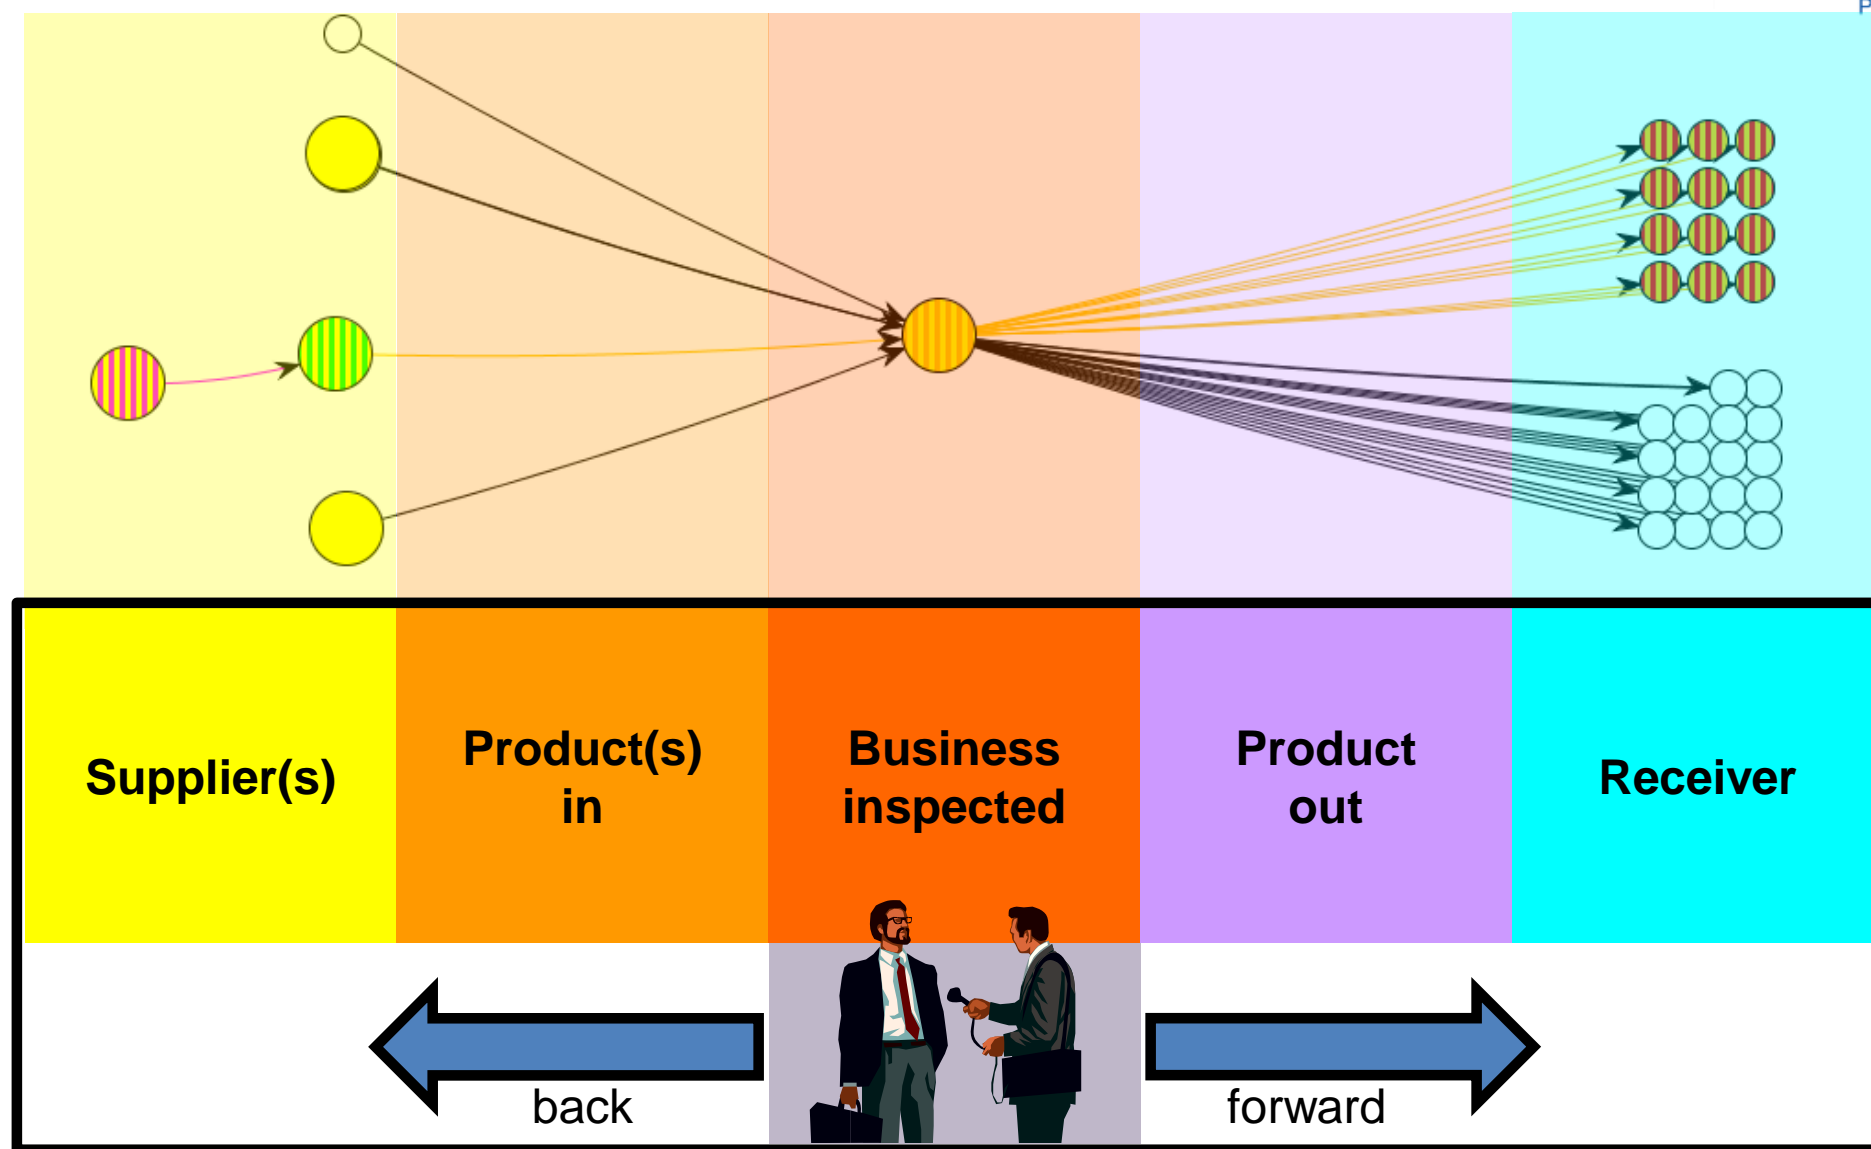 P
Supplier(s)
Product(s)
in
Business
inspected
Product
out
Receiver
back
forward